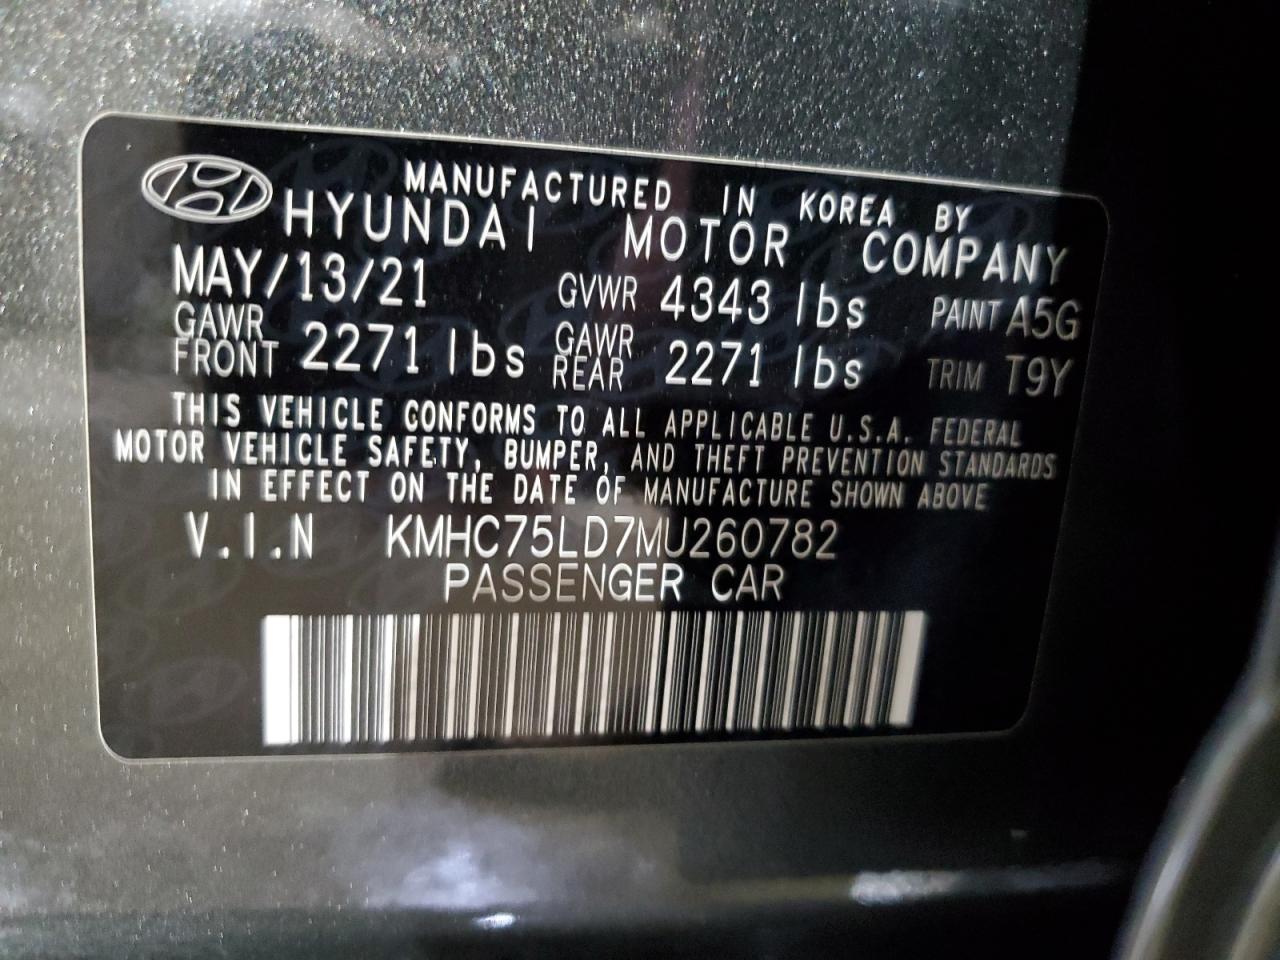 MANUFACTURED IN KOREA BY
HYUNDAI MOTOR COMPANY
MAY/13/21 GVWR 4343 lbs PAINT A5G
GAWR FRONT 2271 lbs GAWR REAR 2271 lbs TRIM T9Y
THIS VEHICLE CONFORMS TO ALL APPLICABLE U.S.A. FEDERAL
MOTOR VEHICLE SAFETY, BUMPER, AND THEFT PREVENTION STANDARDS
IN EFFECT ON THE DATE OF MANUFACTURE SHOWN ABOVE
V.I.N KMHC75LD7MU260782
PASSENGER CAR